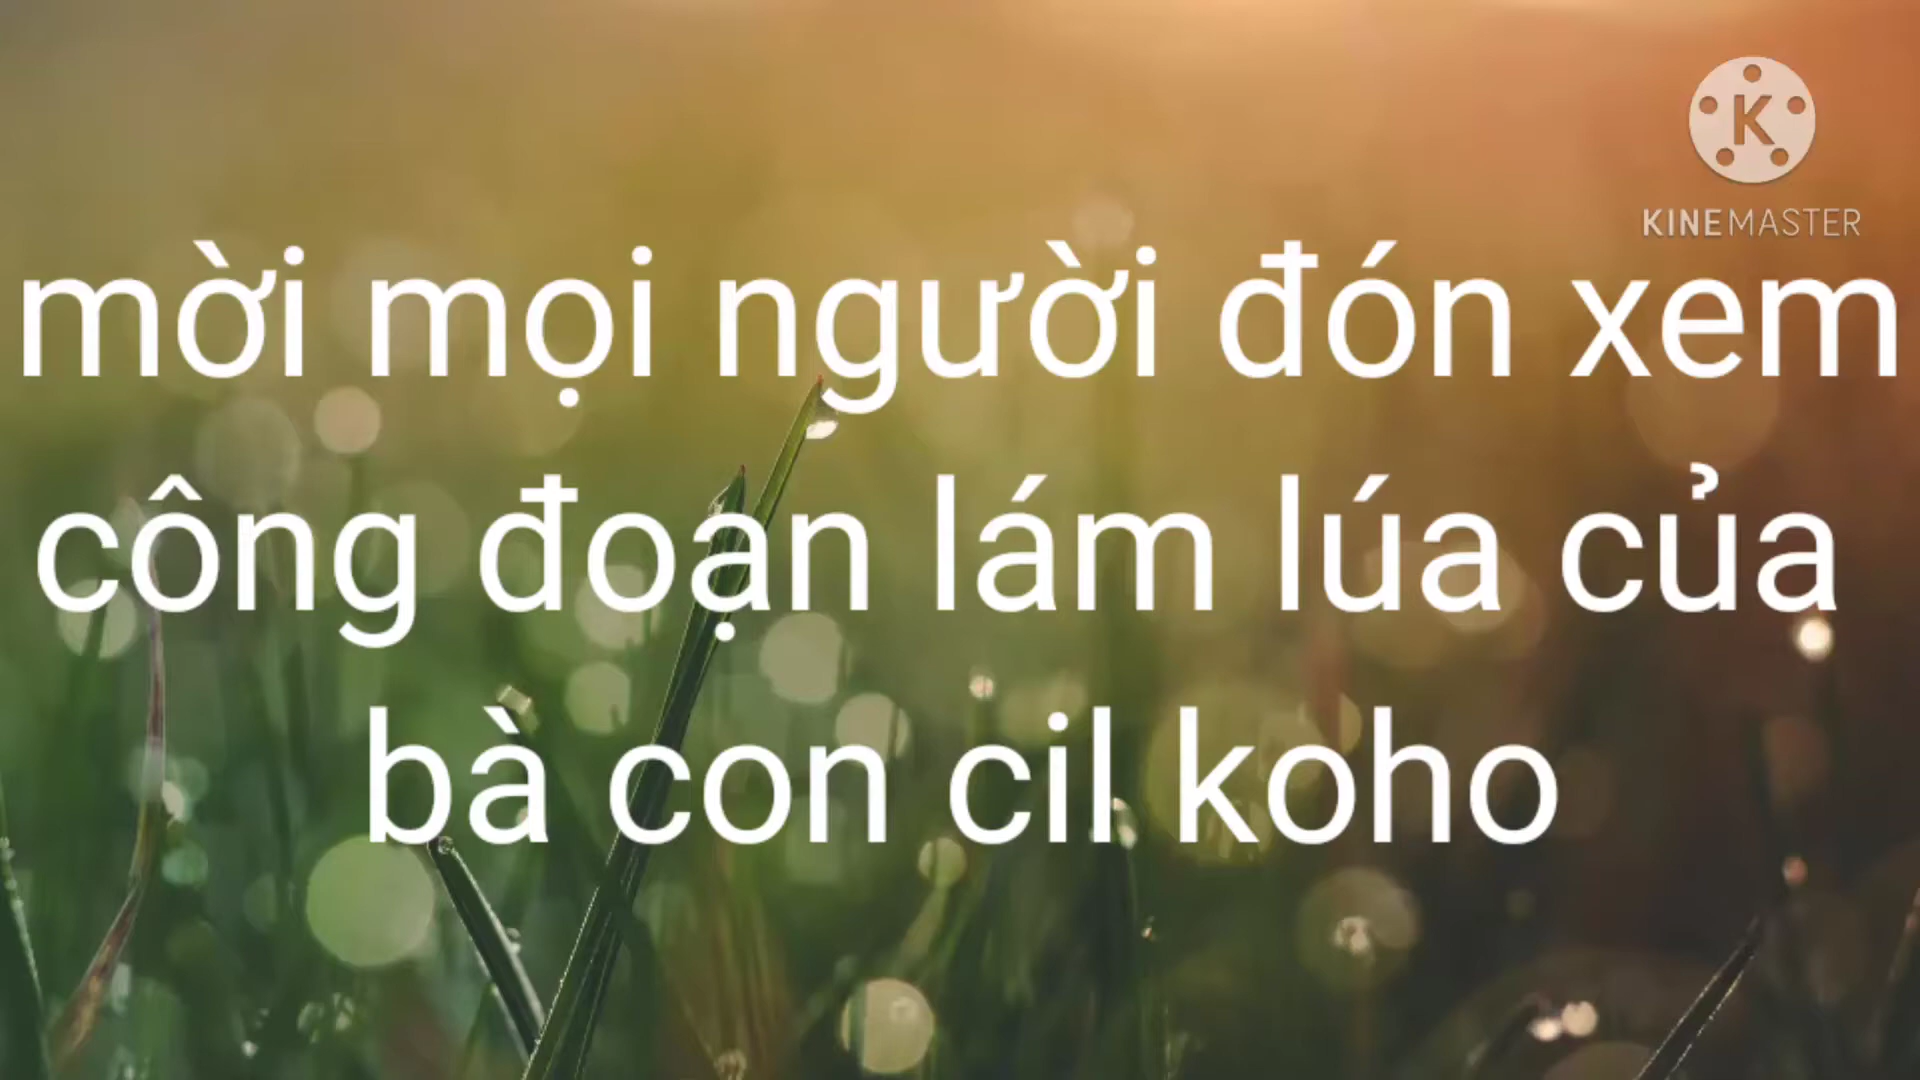 KINEMASTER
mời mọi người đón xem
công đoạn lám lúa của
bà con cil koho